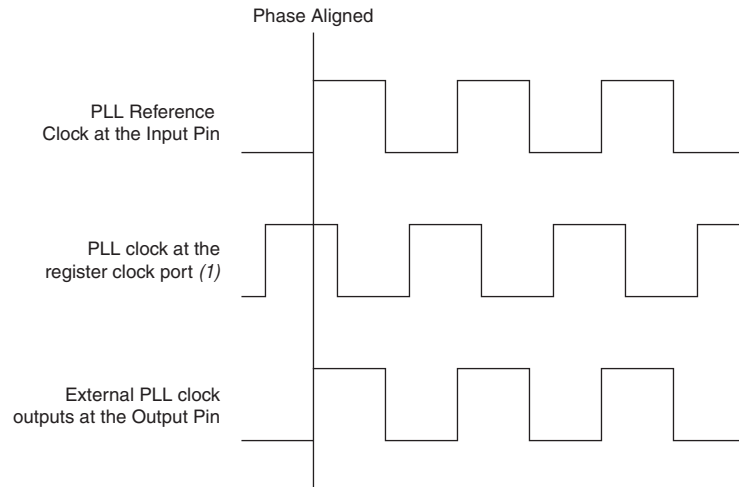 Phase Aligned
PLL Reference
Clock at the Input Pin
PLL clock at the
register clock port (1)
External PLL clock
outputs at the Output Pin